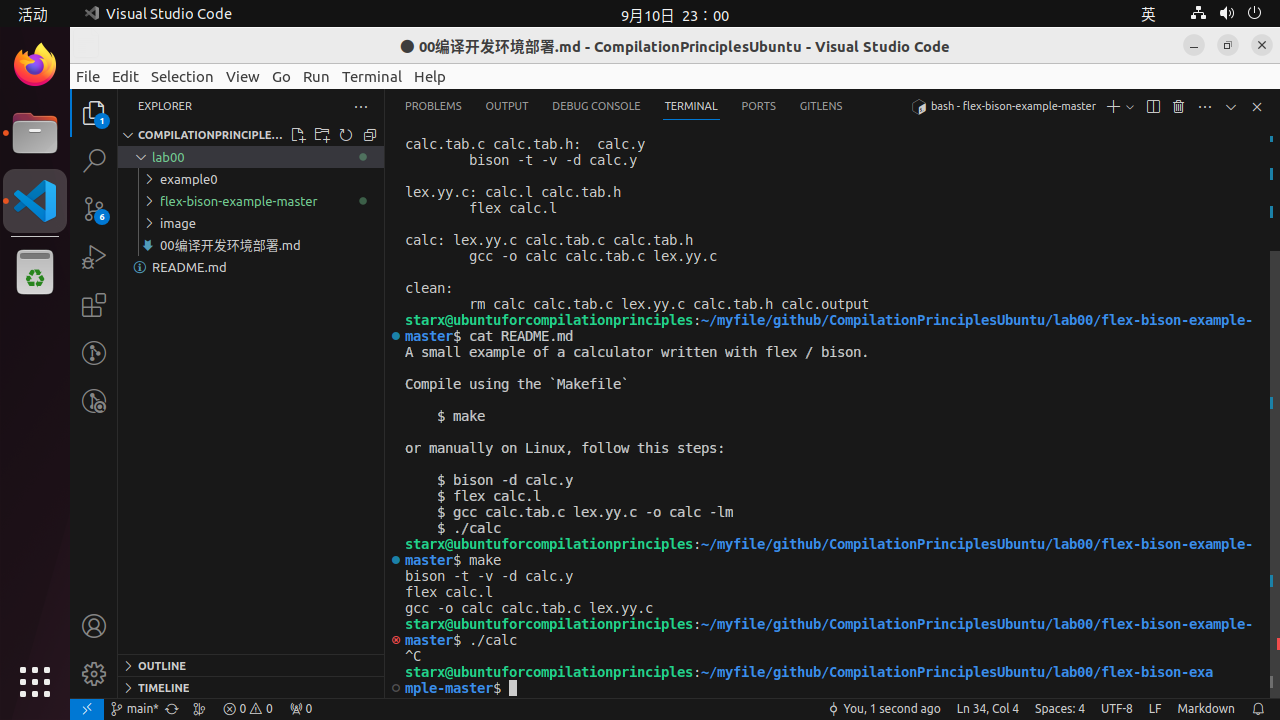 活动
Visual Studio Code
9月10日 23：00
英
● 00编译开发环境部署.md - CompilationPrinciplesUbuntu - Visual Studio Code
File Edit Selection View Go Run Terminal Help
EXPLORER
PROBLEMS OUTPUT DEBUG CONSOLE TERMINAL PORTS GITLENS
bash - flex-bison-example-master
COMPILATIONPRINCIPLE...
lab00
example0
flex-bison-example-master
image
00编译开发环境部署.md
README.md
1
6
OUTLINE
TIMELINE
calc.tab.c calc.tab.h:  calc.y
        bison -t -v -d calc.y
lex.yy.c: calc.l calc.tab.h
        flex calc.l
calc: lex.yy.c calc.tab.c calc.tab.h
        gcc -o calc calc.tab.c lex.yy.c
clean:
        rm calc calc.tab.c lex.yy.c calc.tab.h calc.output
starx@ubuntuforcompilationprinciples:~/myfile/github/CompilationPrinciplesUbuntu/lab00/flex-bison-example-
master$ cat README.md
A small example of a calculator written with flex / bison.
Compile using the `Makefile`
    $ make
or manually on Linux, follow this steps:
    $ bison -d calc.y
    $ flex calc.l
    $ gcc calc.tab.c lex.yy.c -o calc -lm
    $ ./calc
starx@ubuntuforcompilationprinciples:~/myfile/github/CompilationPrinciplesUbuntu/lab00/flex-bison-example-
master$ make
bison -t -v -d calc.y
flex calc.l
gcc -o calc calc.tab.c lex.yy.c
starx@ubuntuforcompilationprinciples:~/myfile/github/CompilationPrinciplesUbuntu/lab00/flex-bison-example-
master$ ./calc
^C
starx@ubuntuforcompilationprinciples:~/myfile/github/CompilationPrinciplesUbuntu/lab00/flex-bison-exa
mple-master$
main* 0 0 0 You, 1 second ago Ln 34, Col 4 Spaces: 4 UTF-8 LF Markdown